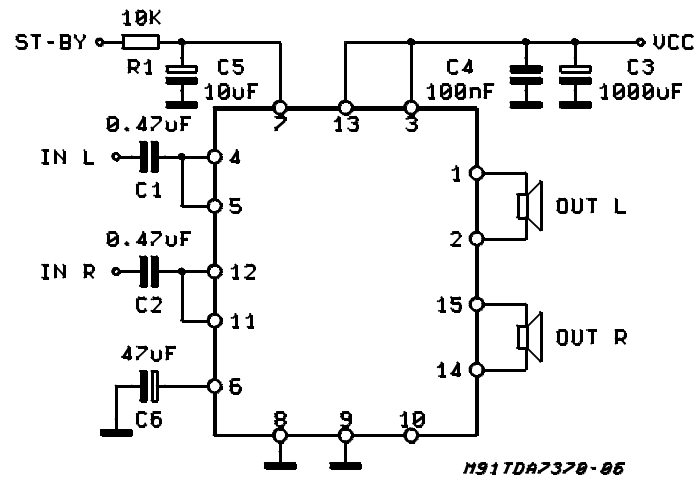 10K
ST-BY
R1
C5
10uF
C4
100nF
VCC
C3
1000uF
7
13
3
0.47uF
IN L
C1
4
5
1
2
OUT L
0.47uF
IN R
C2
12
11
15
14
OUT R
47uF
C6
6
8
9
10
M91TDA7370-06